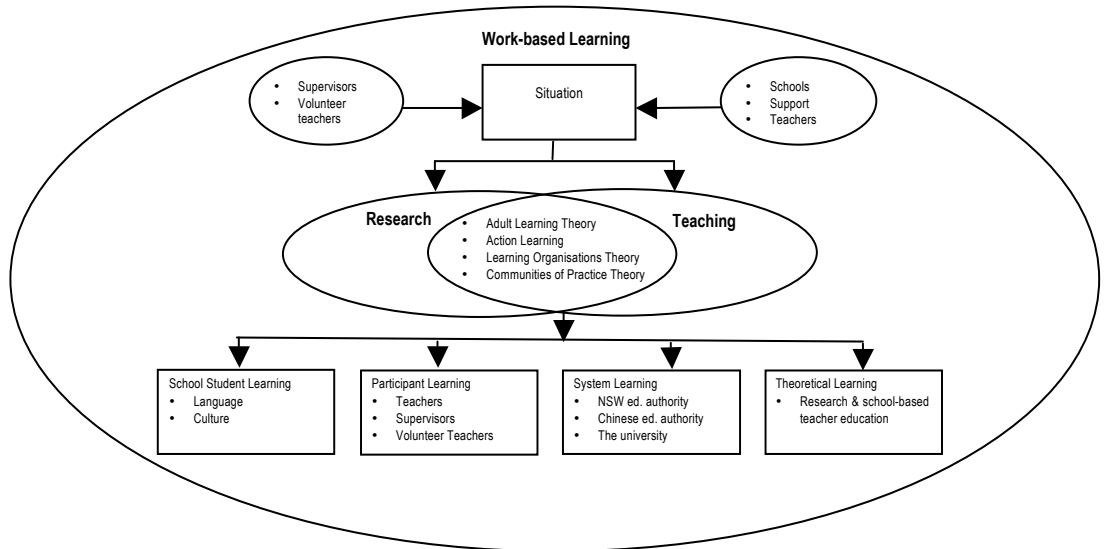 Work-based Learning
• Supervisors
• Volunteer
teachers
Situation
• Schools
• Support
• Teachers
Research
Teaching
• Adult Learning Theory
• Action Learning
• Learning Organisations Theory
• Communities of Practice Theory
School Student Learning
• Language
• Culture
Participant Learning
• Teachers
• Supervisors
• Volunteer Teachers
System Learning
• NSW ed. authority
• Chinese ed. authority
• The university
Theoretical Learning
• Research & school-based
teacher education